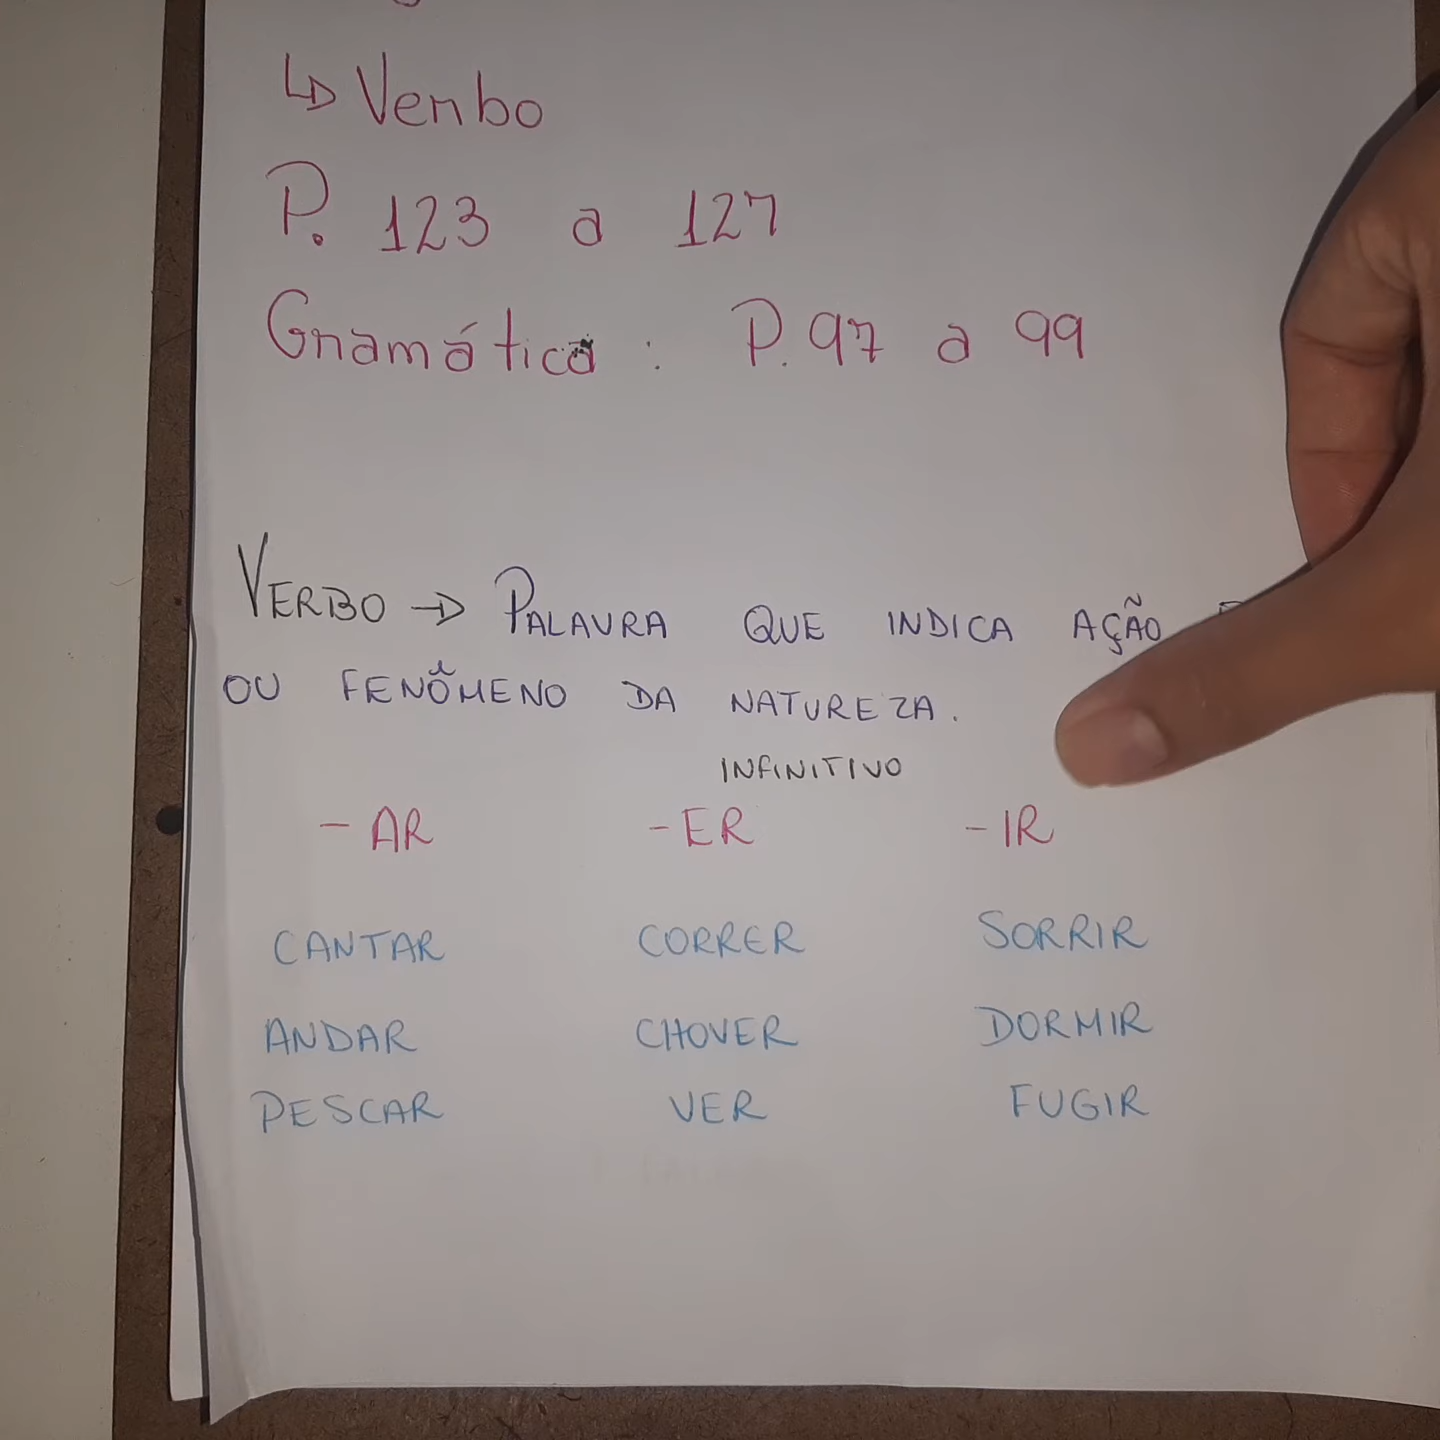 ↳ Verbo
P. 123 a 127
Gramática : P. 97 a 99
VERBO → PALAVRA QUE INDICA AÇÃO
OU FENÔMENO DA NATUREZA.
INFINITIVO
- AR - ER - IR
CANTAR CORRER SORRIR
ANDAR CHOVER DORMIR
PESCAR VER FUGIR